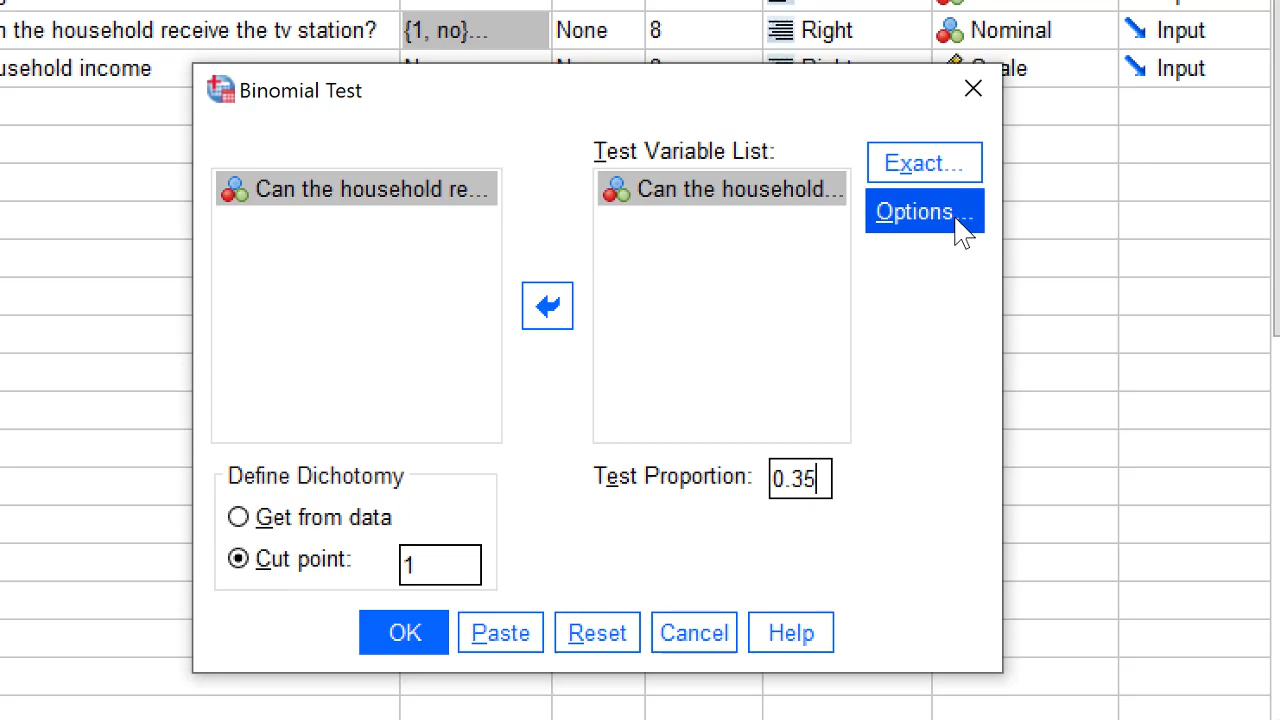 n the household receive the tv station? {1, no}... None 8 Right Nominal Input
usehold income ale Input
Binomial Test
Test Variable List:
Exact...
Can the household re... Can the household...
Options...
Define Dichotomy
Test Proportion: 0.35
Get from data
Cut point: 1
OK Paste Reset Cancel Help